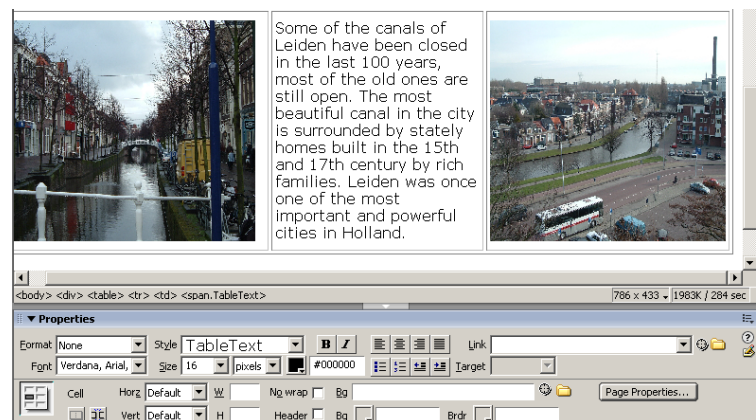 Some of the canals of
Leiden have been closed
in the last 100 years,
most of the old ones are
still open. The most
beautiful canal in the city
is surrounded by stately
homes built in the 15th
and 17th century by rich
families. Leiden was once
one of the most
important and powerful
cities in Holland.
<body> <div> <table> <tr> <td> <span.TableText> 786 x 433 1983K / 284 sec
Properties
Format None Style TableText B I Link
Font Verdana, Arial, Size 16 pixels #000000 Target
Cell Horz Default W No wrap Bg Page Properties...
Vert Default H Header Bg Brdr